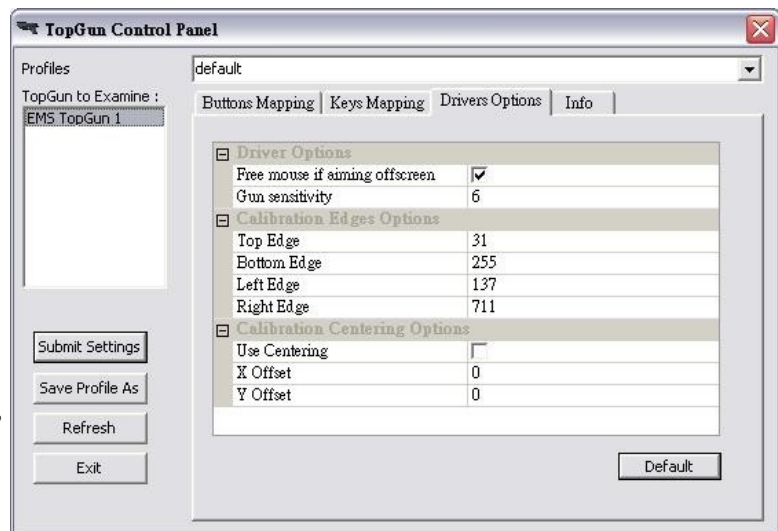 TopGun Control Panel
Profiles
default
TopGun to Examine :
EMS TopGun 1
Buttons Mapping
Keys Mapping
Drivers Options
Info
Driver Options
Free mouse if aiming offscreen
Gun sensitivity 6
Calibration Edges Options
Top Edge 31
Bottom Edge 255
Left Edge 137
Right Edge 711
Calibration Centering Options
Use Centering
X Offset 0
Y Offset 0
Submit Settings
Save Profile As
Refresh
Exit
Default